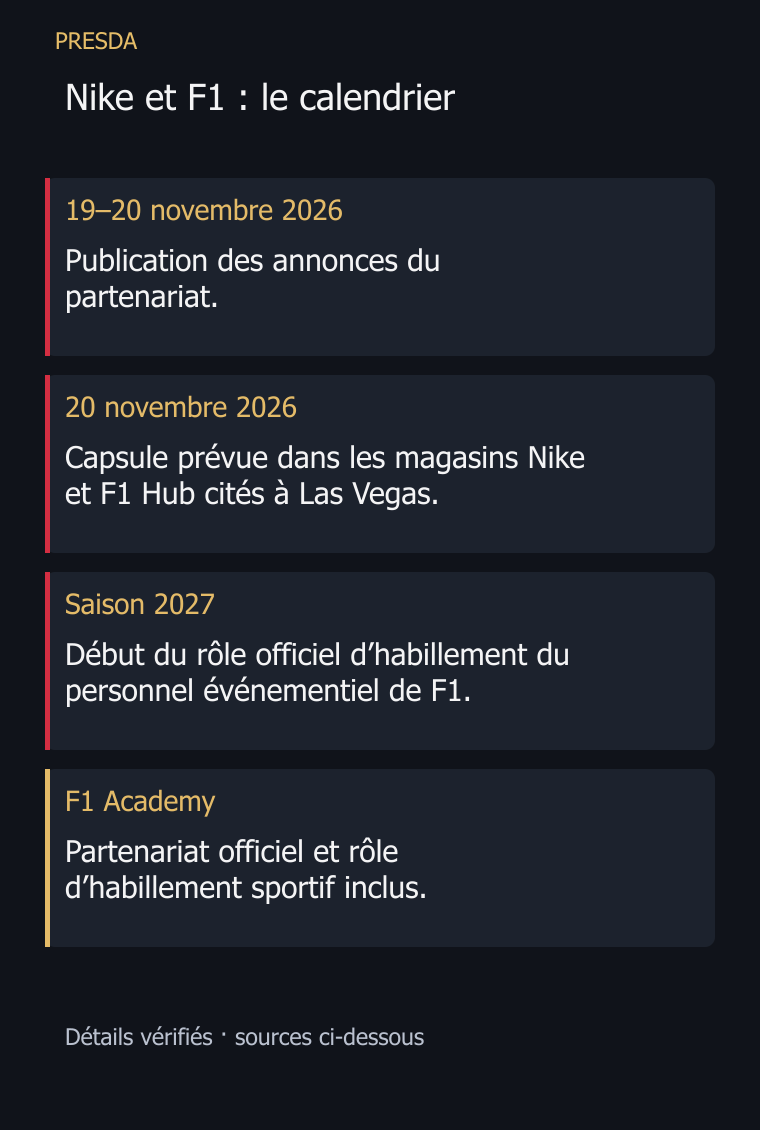 PRESDA
Nike et F1 : le calendrier
19–20 novembre 2026
Publication des annonces du
partenariat.
20 novembre 2026
Capsule prévue dans les magasins Nike
et F1 Hub cités à Las Vegas.
Saison 2027
Début du rôle officiel d’habillement du
personnel événementiel de F1.
F1 Academy
Partenariat officiel et rôle
d’habillement sportif inclus.
Détails vérifiés · sources ci-dessous